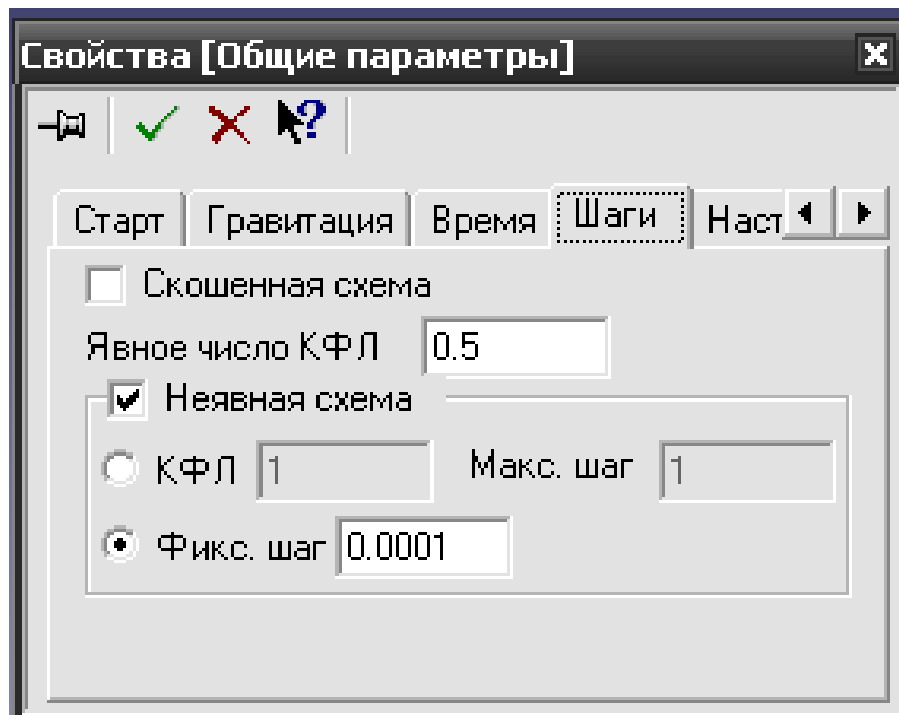 Свойства [Общие параметры]
Старт Гравитация Время Шаги Наст
Скошенная схема
Явное число КФЛ 0.5
Неявная схема
КФЛ 1 Макс. шаг 1
Фикс. шаг 0.0001